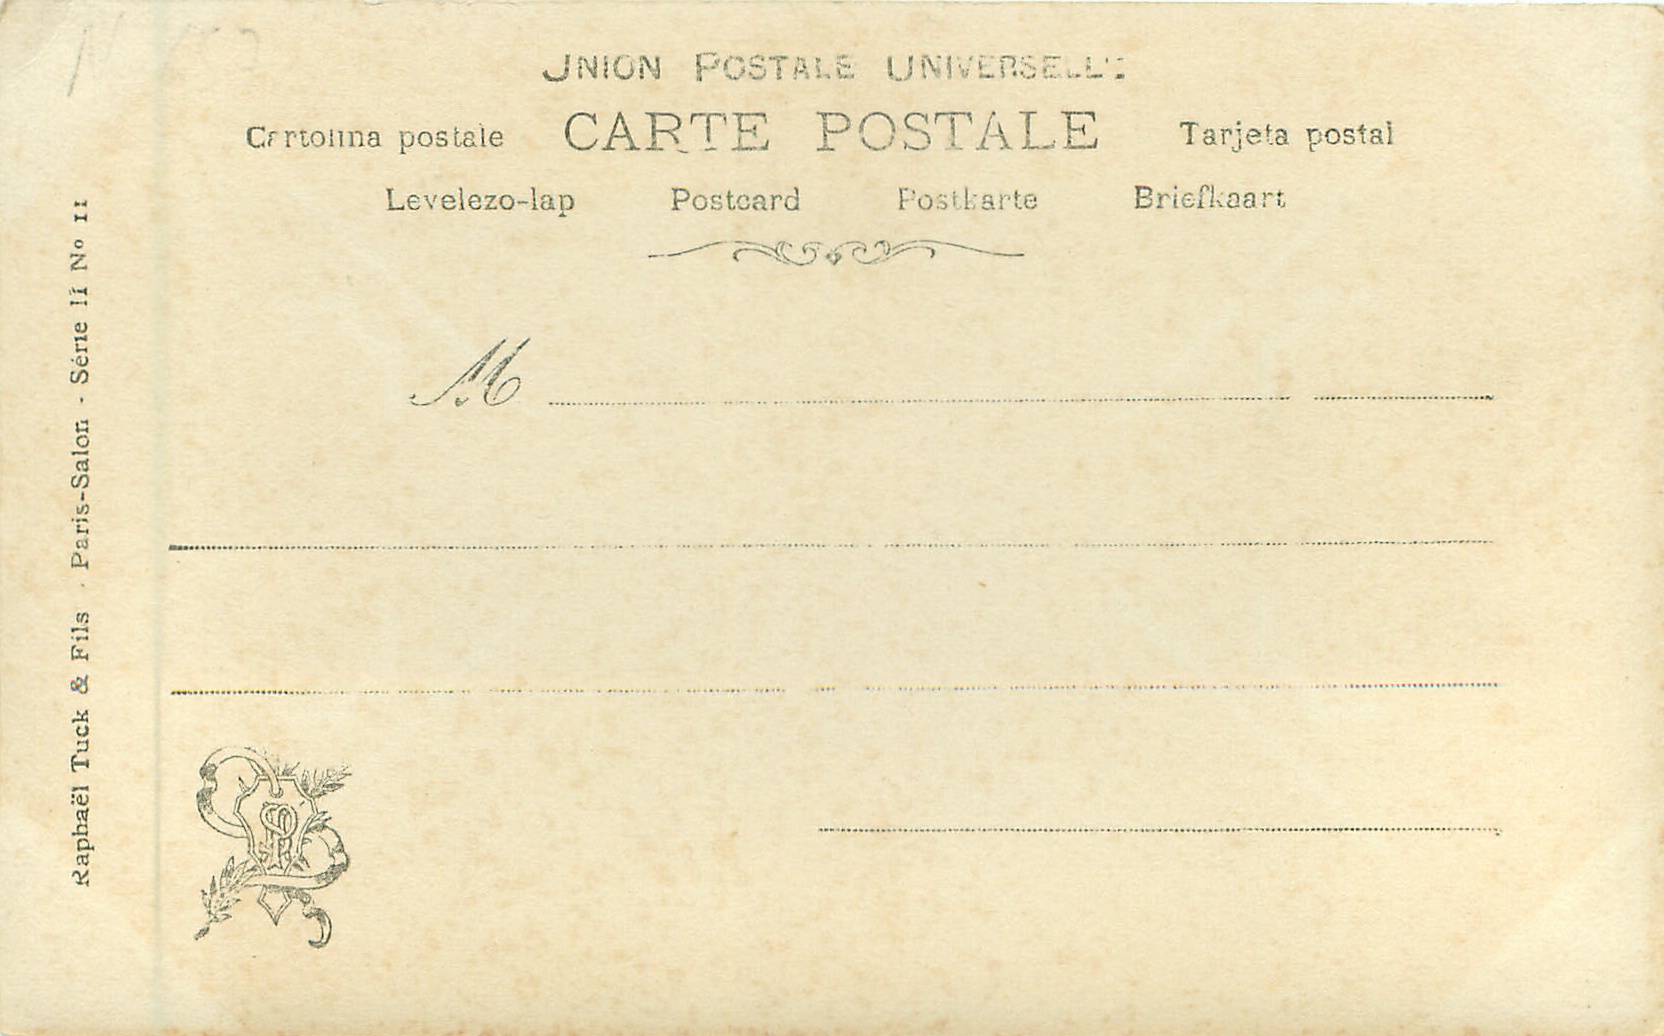 UNION POSTALE UNIVERSELLE
Cartolina postale CARTE POSTALE Tarjeta postal
Levelezo-lap Postcard Postkarte Briefkaart
M
Raphaël Tuck & Fils · Paris-Salon - Série II Nº 11